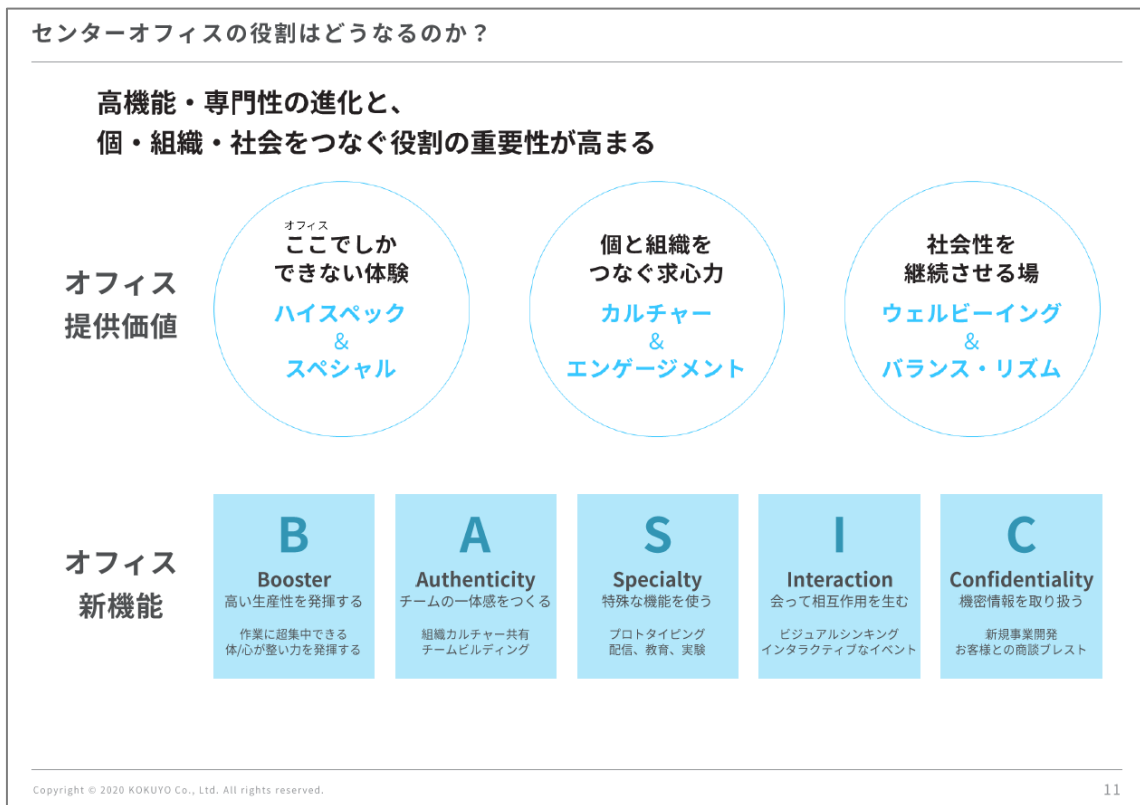 センターオフィスの役割はどうなるのか？
高機能・専門性の進化と、
個・組織・社会をつなぐ役割の重要性が高まる
オフィス
提供価値
オフィス
ここでしか
できない体験
ハイスペック
&
スペシャル
個と組織を
つなぐ求心力
カルチャー
&
エンゲージメント
社会性を
継続させる場
ウェルビーイング
&
バランス・リズム
オフィス
新機能
B
Booster
高い生産性を発揮する
作業に超集中できる
体/心が整い力を発揮する
A
Authenticity
チームの一体感をつくる
組織カルチャー共有
チームビルディング
S
Specialty
特殊な機能を使う
プロトタイピング
配信、教育、実験
I
Interaction
会って相互作用を生む
ビジュアルシンキング
インタラクティブなイベント
C
Confidentiality
機密情報を取り扱う
新規事業開発
お客様との商談ブレスト
Copyright © 2020 KOKUYO Co., Ltd. All rights reserved.
11